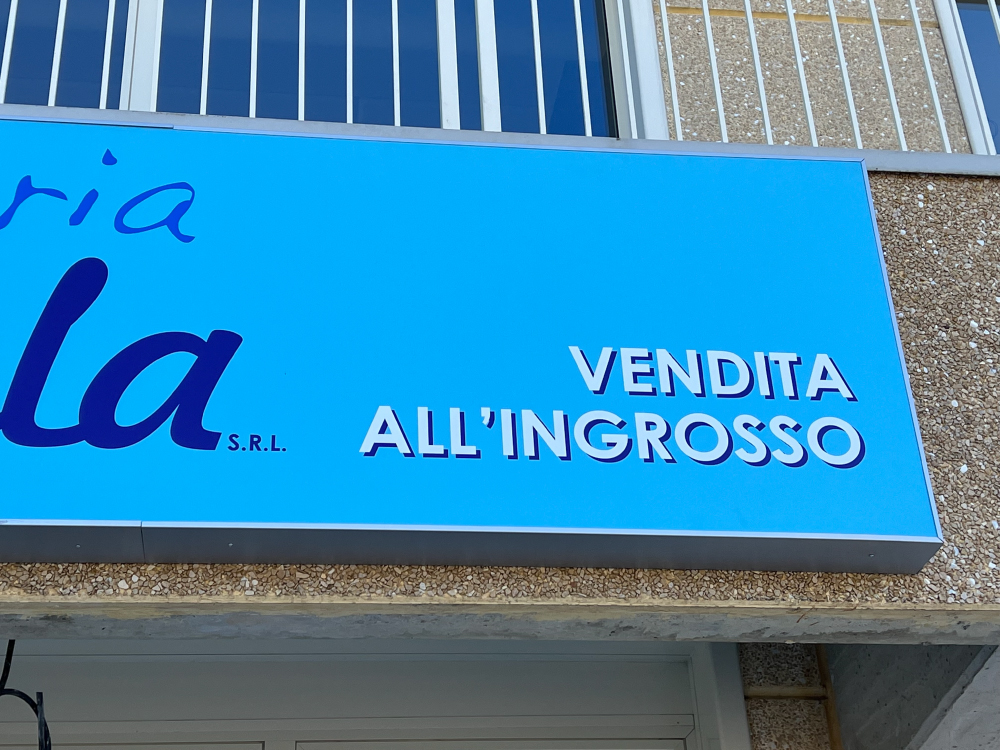 ria
la S.R.L.
VENDITA
ALL'INGROSSO